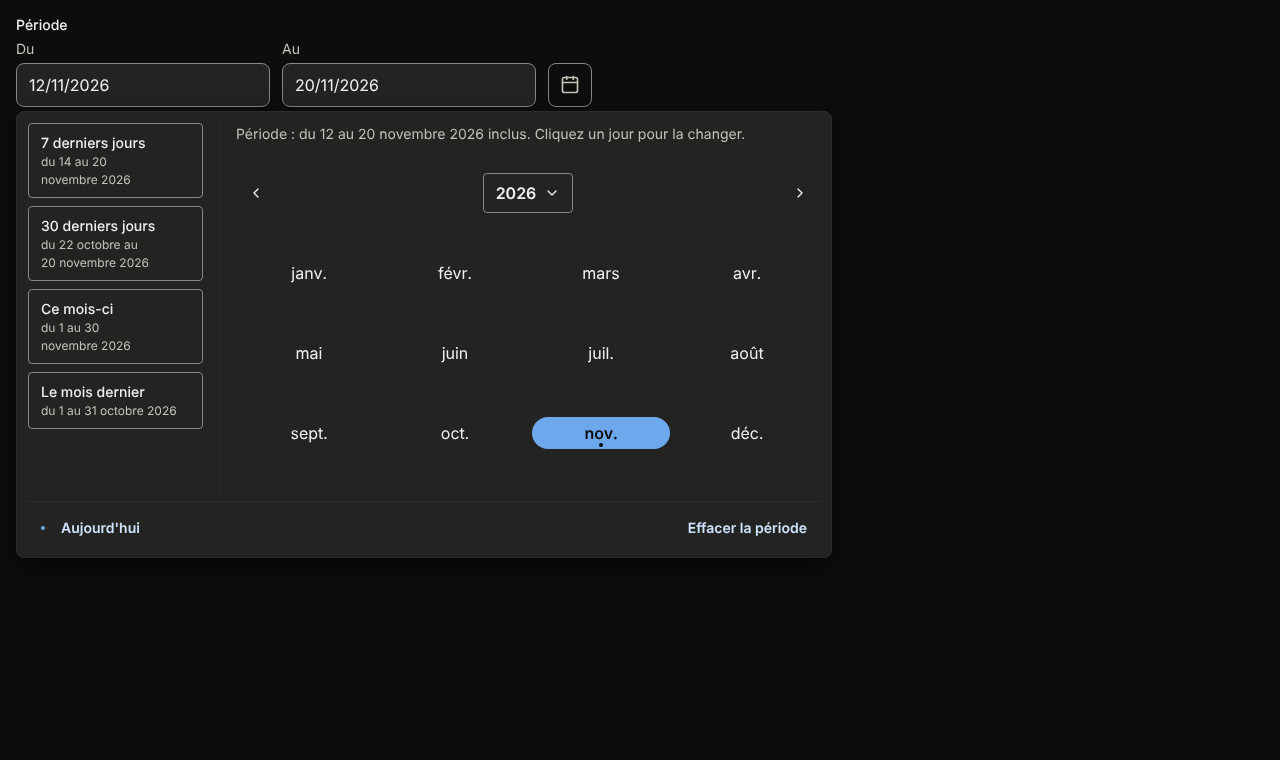 Période
Du
Au
12/11/2026
20/11/2026
7 derniers jours
du 14 au 20
novembre 2026
30 derniers jours
du 22 octobre au
20 novembre 2026
Ce mois-ci
du 1 au 30
novembre 2026
Le mois dernier
du 1 au 31 octobre 2026
Période : du 12 au 20 novembre 2026 inclus. Cliquez un jour pour la changer.
2026
janv.
févr.
mars
avr.
mai
juin
juil.
août
sept.
oct.
nov.
déc.
Aujourd'hui
Effacer la période